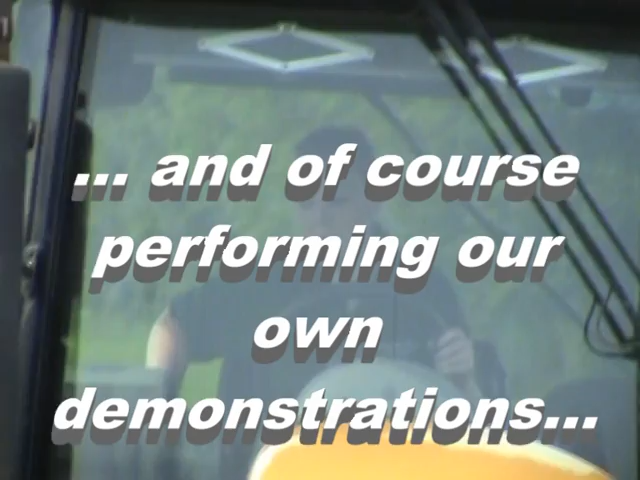 ... and of course
performing our
own
demonstrations...